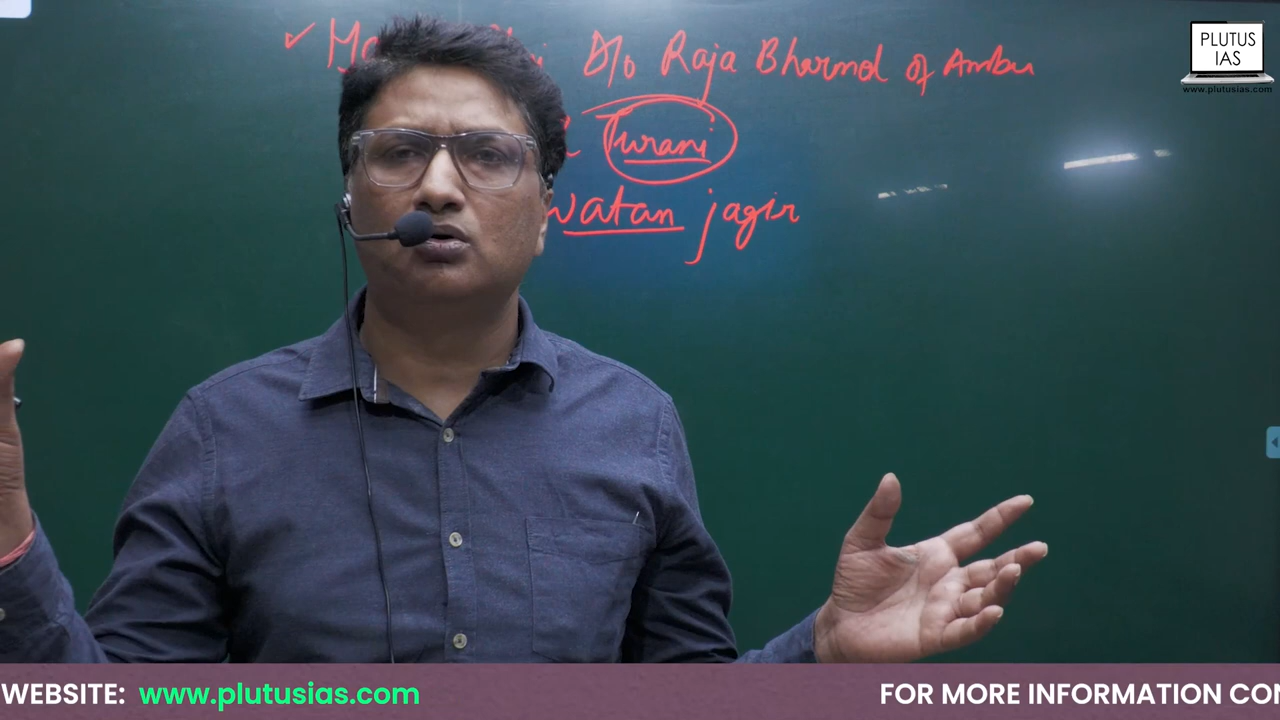 ✓ D/o Raja Bharmal of Amber
Turani
watan jagir
PLUTUS
IAS
www.plutusias.com
WEBSITE: www.plutusias.com
FOR MORE INFORMATION CON